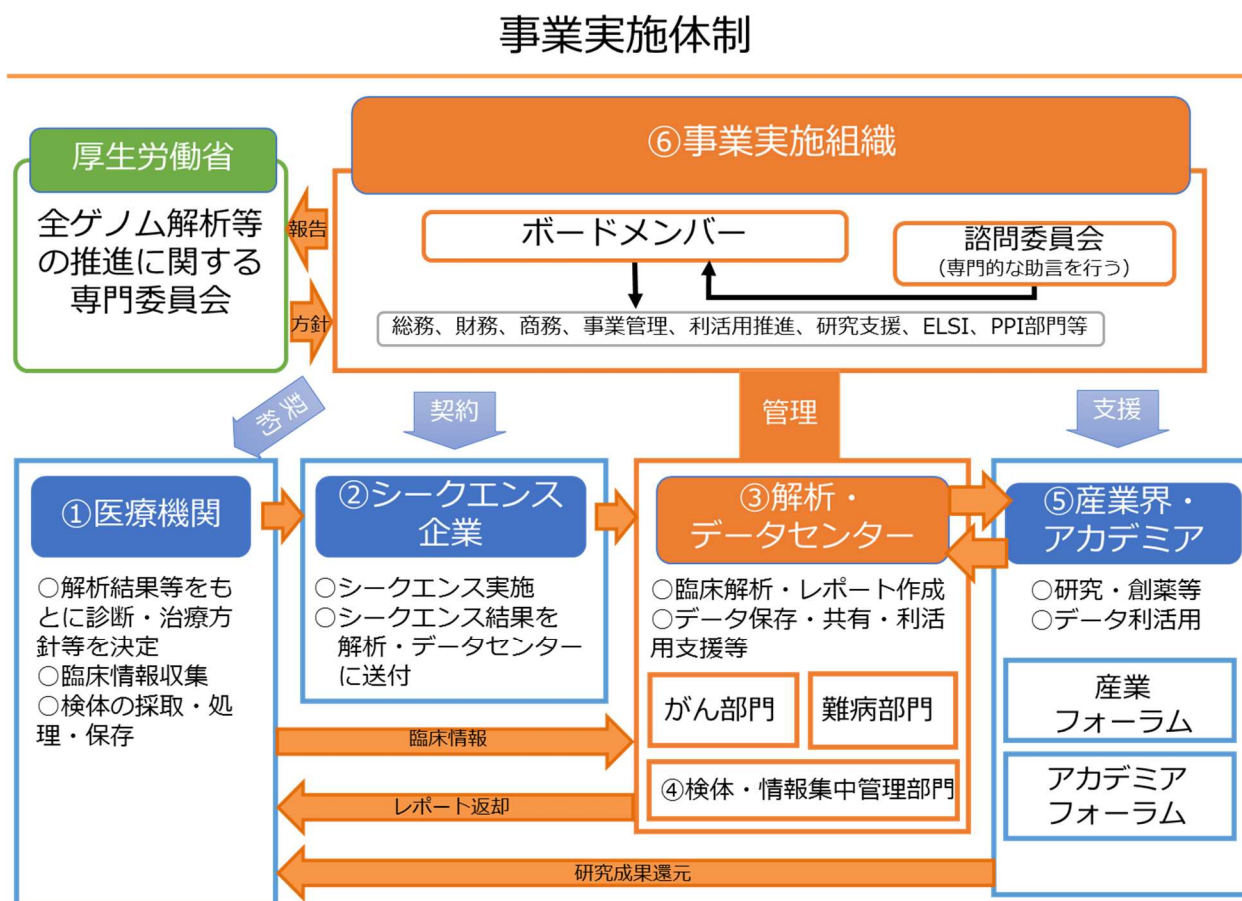 事業実施体制
厚生労働省
全ゲノム解析等
の推進に関する
専門委員会
報告
方針
⑥事業実施組織
ボードメンバー
諮問委員会
(専門的な助言を行う)
総務、財務、商務、事業管理、利活用推進、研究支援、ELSI、PPI部門等
契約
契約
管理
支援
①医療機関
○解析結果等をも
とに診断・治療方
針等を決定
○臨床情報収集
○検体の採取・処
理・保存
②シークエンス
企業
○シークエンス実施
○シークエンス結果を
解析・データセンター
に送付
③解析・
データセンター
○臨床解析・レポート作成
○データ保存・共有・利活
用支援等
がん部門
難病部門
④検体・情報集中管理部門
⑤産業界・
アカデミア
○研究・創薬等
○データ利活用
産業
フォーラム
アカデミア
フォーラム
臨床情報
レポート返却
研究成果還元